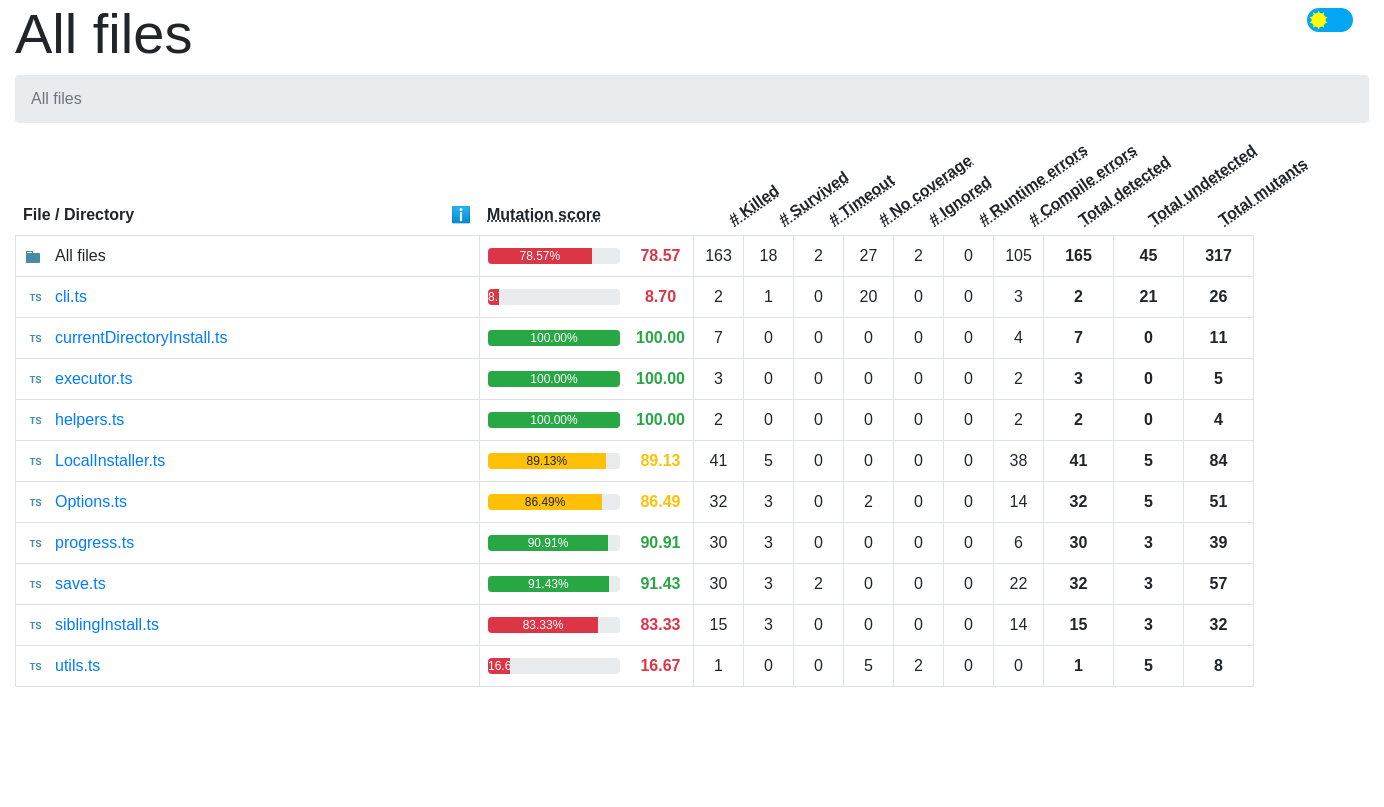 All files
All files
File / Directory ℹ Mutation score # Killed # Survived # Timeout # No coverage # Ignored # Runtime errors # Compile errors Total detected Total undetected Total mutants
All files 78.57% 78.57 163 18 2 27 2 0 105 165 45 317
TS cli.ts 8. 8.70 2 1 0 20 0 0 3 2 21 26
TS currentDirectoryInstall.ts 100.00% 100.00 7 0 0 0 0 0 4 7 0 11
TS executor.ts 100.00% 100.00 3 0 0 0 0 0 2 3 0 5
TS helpers.ts 100.00% 100.00 2 0 0 0 0 0 2 2 0 4
TS LocalInstaller.ts 89.13% 89.13 41 5 0 0 0 0 38 41 5 84
TS Options.ts 86.49% 86.49 32 3 0 2 0 0 14 32 5 51
TS progress.ts 90.91% 90.91 30 3 0 0 0 0 6 30 3 39
TS save.ts 91.43% 91.43 30 3 2 0 0 0 22 32 3 57
TS siblingInstall.ts 83.33% 83.33 15 3 0 0 0 0 14 15 3 32
TS utils.ts 16.6 16.67 1 0 0 5 2 0 0 1 5 8